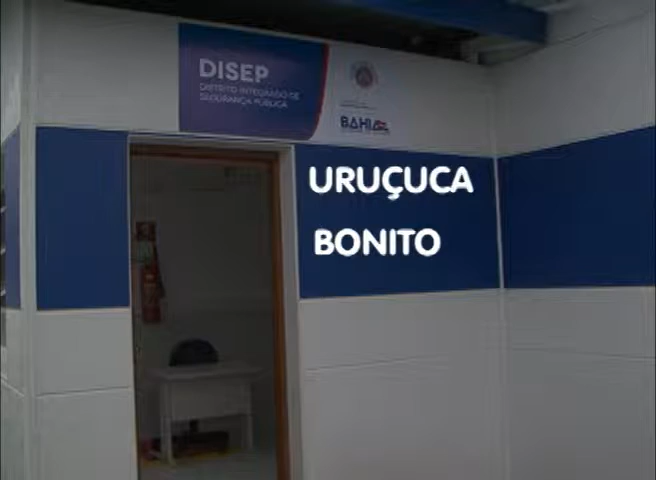 DISEP
DISTRITO INTEGRADO DE
SEGURANÇA PÚBLICA
BAHIA
URUÇUCA
BONITO